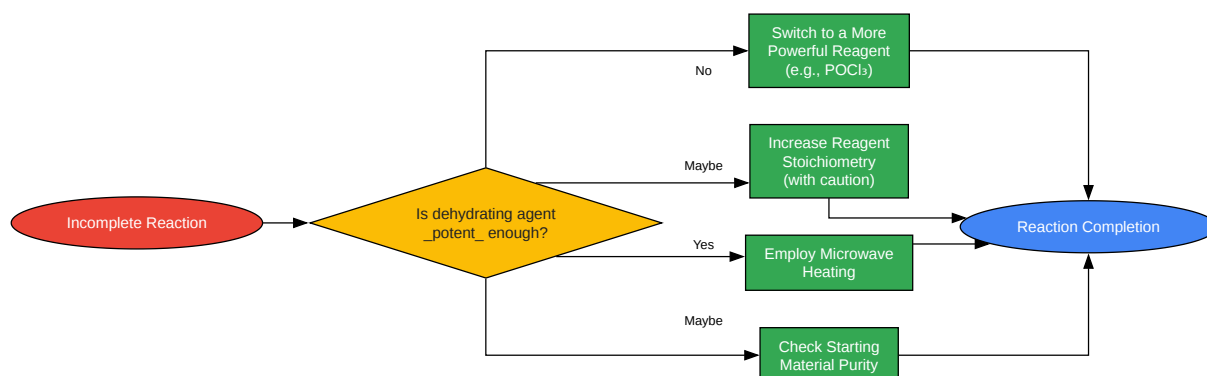 Incomplete Reaction
Is dehydrating agent
_potent_ enough?
No
Switch to a More
Powerful Reagent
(e.g., POCl₃)
Maybe
Increase Reagent
Stoichiometry
(with caution)
Yes
Employ Microwave
Heating
Maybe
Check Starting
Material Purity
Reaction Completion